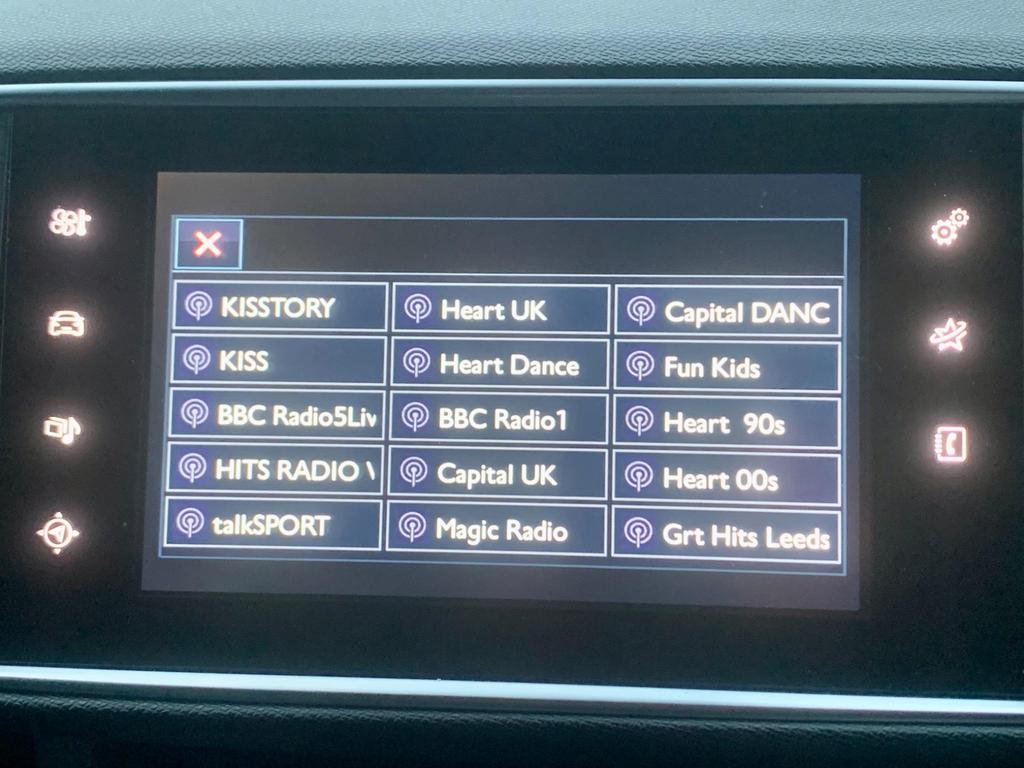 KISSTORY
Heart UK
Capital DANC
KISS
Heart Dance
Fun Kids
BBC Radio5Liv
BBC Radio1
Heart 90s
HITS RADIO
Capital UK
Heart 00s
talkSPORT
Magic Radio
Grt Hits Leeds